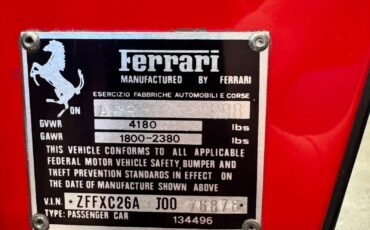 Ferrari
MANUFACTURED BY FERRARI
ESERCIZIO FABBRICHE AUTOMOBILI E CORSE
ON
GVWR 4180 lbs
GAWR 1800-2380 lbs
THIS VEHICLE CONFORMS TO ALL APPLICABLE
FEDERAL MOTOR VEHICLE SAFETY, BUMPER AND
THEFT PREVENTION STANDARDS IN EFFECT ON
THE DATE OF MANUFACTURE SHOWN ABOVE
V.I.N. * ZFFXC26A J00 76876
TYPE: PASSENGER CAR 134496